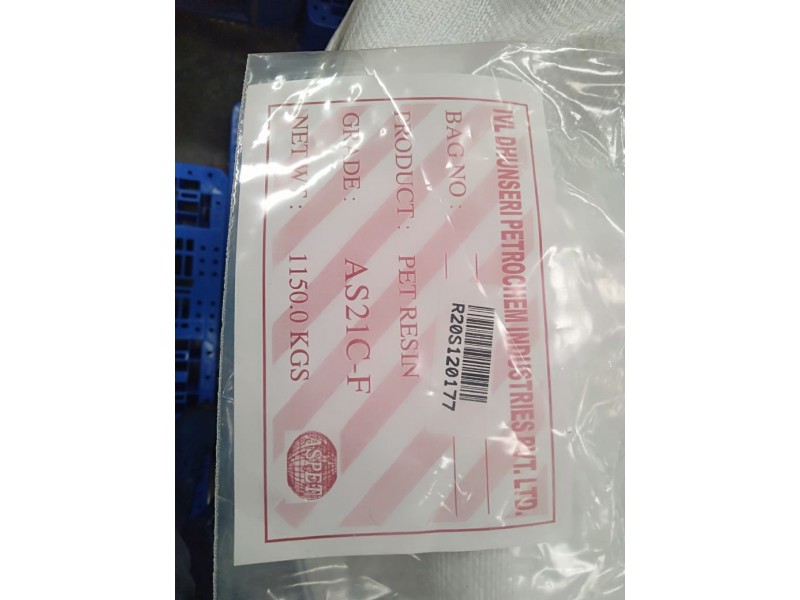 IVL DHUNSERI PETROCHEM INDUSTRIES PVT. LTD.
BAG NO :
R20S120177
PRODUCT : PET RESIN
GRADE : AS21C-F
NET WT : 1150.0 KGS
ASPET